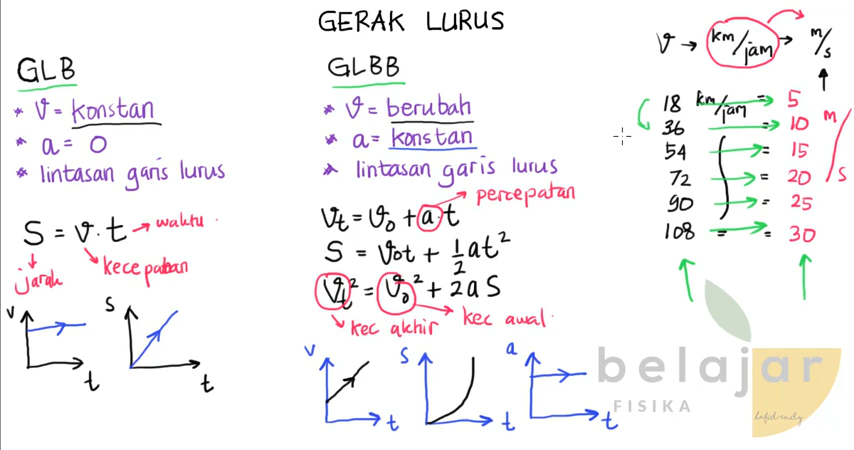 GERAK LURUS
GLB
* v = konstan
* a = 0
* lintasan garis lurus
S = v . t → waktu
jarak
kecepatan
v
t
S
t
GLBB
* v = berubah
* a = konstan
* lintasan garis lurus
percepatan
Vt = V₀ + a.t
S = V₀t + ½at²
Vt² = V₀² + 2aS
kec akhir
kec awal
v
t
S
t
a
t
v → km/jam → m/s
18 km/jam = 5
36 = 10
54 = 15
72 = 20
90 = 25
108 = = 30
m/s
belajar
FISIKA